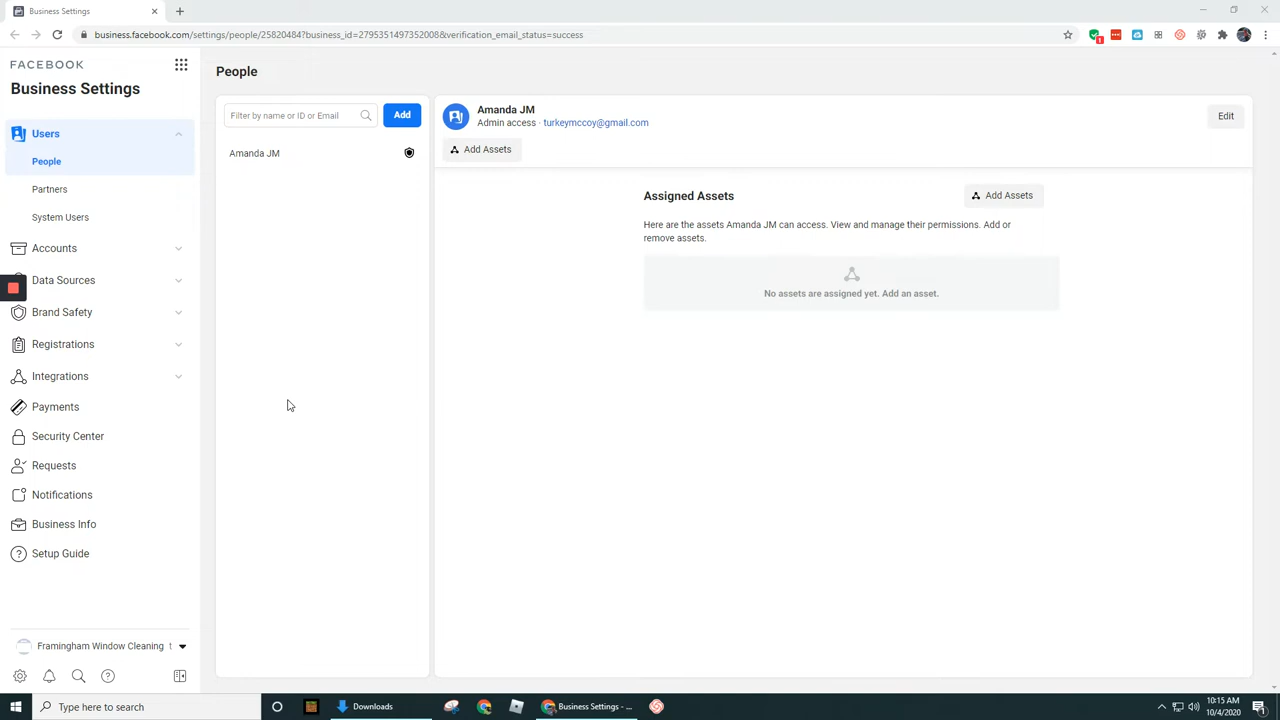 Business Settings
business.facebook.com/settings/people/25820484?business_id=2795351497352008&verification_email_status=success
1
FACEBOOK
Business Settings
Users
People
Partners
System Users
Accounts
Data Sources
Brand Safety
Registrations
Integrations
Payments
Security Center
Requests
Notifications
Business Info
Setup Guide
Framingham Window Cleaning t
People
Filter by name or ID or Email
Add
Amanda JM
Amanda JM
Admin access · turkeymccoy@gmail.com
Edit
Add Assets
Assigned Assets
Add Assets
Here are the assets Amanda JM can access. View and manage their permissions. Add or
remove assets.
No assets are assigned yet. Add an asset.
Type here to search
Downloads
Business Settings - ...
10:15 AM
10/4/2020
1